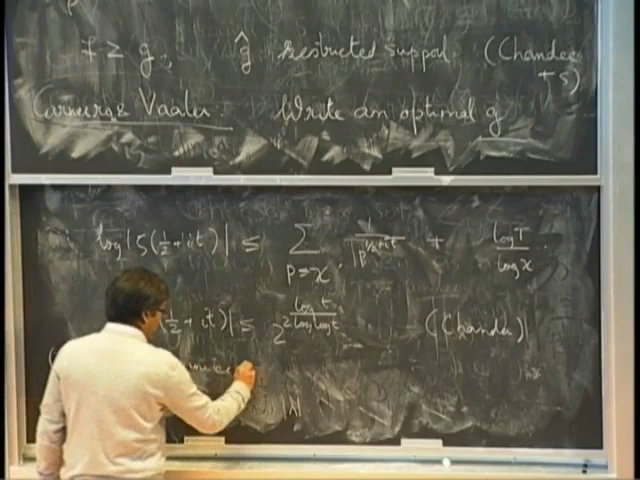 f ≥ g, ĝ restricted support. (Chandee + S)
Carneiro & Vaaler: Write an optimal g
log|ζ(½+it)| ≤ ∑_{p≤x} 1/|p^{½+it}| + log T / log x.
½+it)| ≤ 2^{log t / 2 log log t} (Chandee)